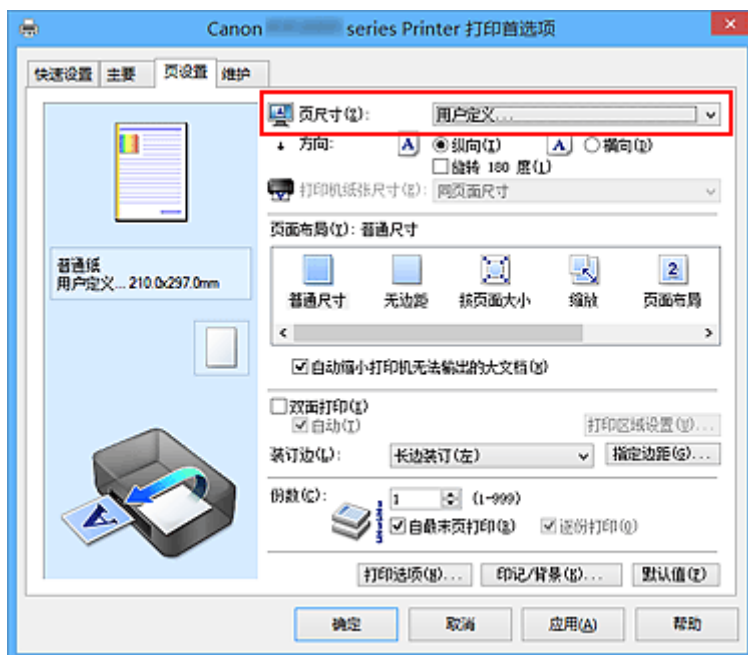 Canon series Printer 打印首选项
快速设置 主要 页设置 维护
页尺寸(Z): 用户定义...
方向: A 纵向(I) A 横向(D)
旋转 180 度(L)
打印机纸张尺寸(E): 同页面尺寸
页面布局(Y): 普通尺寸
普通尺寸 无边距 按页面大小 缩放 页面布局
普通纸
用户定义... 210.0x297.0mm
自动缩小打印机无法输出的大文档(N)
双面打印(X)
自动(T) 打印区域设置(U)...
装订边(L): 长边装订(左) 指定边距(G)...
份数(C): 1 (1-999)
自最末页打印(R) 逐份打印(O)
打印选项(N)... 印记/背景(K)... 默认值(F)
确定 取消 应用(A) 帮助